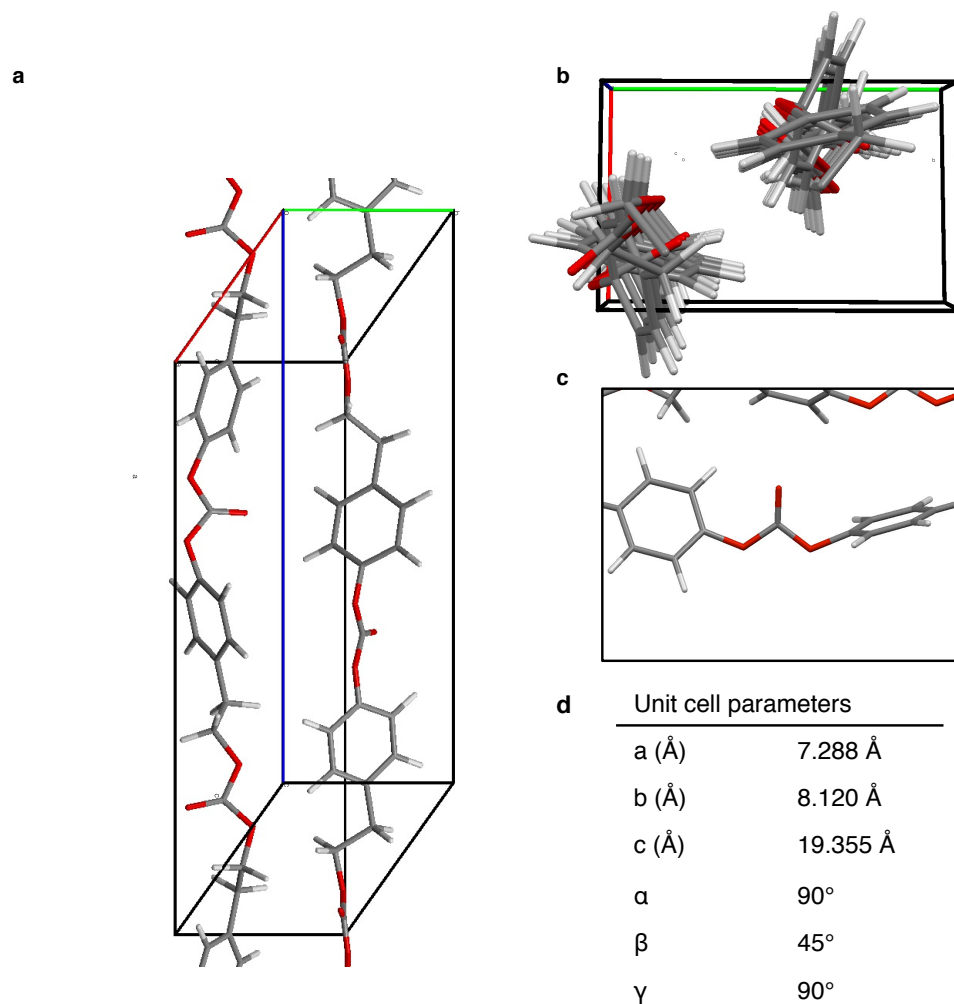 a
b
c
d Unit cell parameters
a (Å) 7.288 Å
b (Å) 8.120 Å
c (Å) 19.355 Å
α 90°
β 45°
γ 90°